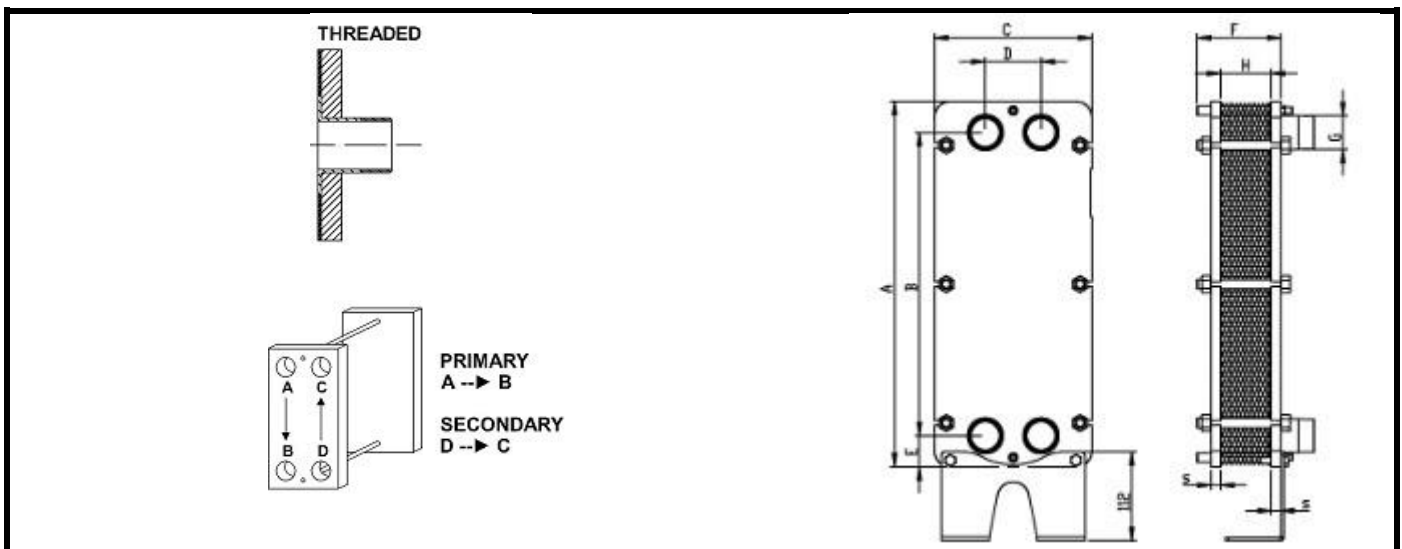 THREADED
A C
B D
PRIMARY
A --► B
SECONDARY
D --► C
C
D
A
B
E
112
F
H
G
s
s